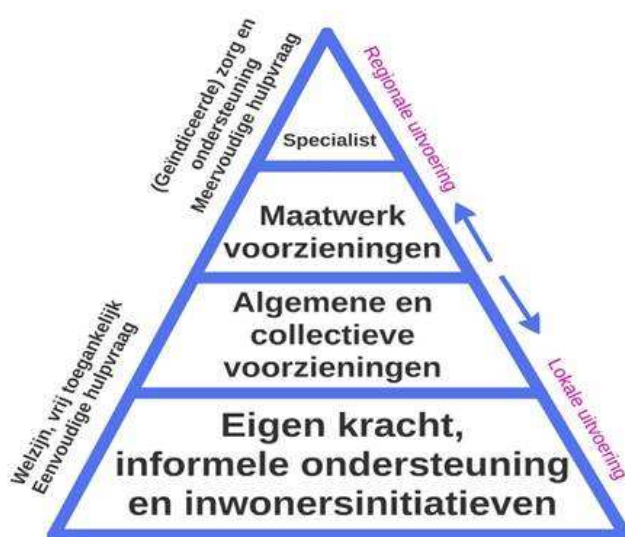 (Geïndiceerde) zorg en
ondersteuning
Meervoudige hulpvraag
Regionale uitvoering
Specialist
Maatwerk
voorzieningen
Algemene en
collectieve
voorzieningen
Welzijn, vrij toegankelijk
Eenvoudige hulpvraag
Lokale uitvoering
Eigen kracht,
informele ondersteuning
en inwonersinitiatieven